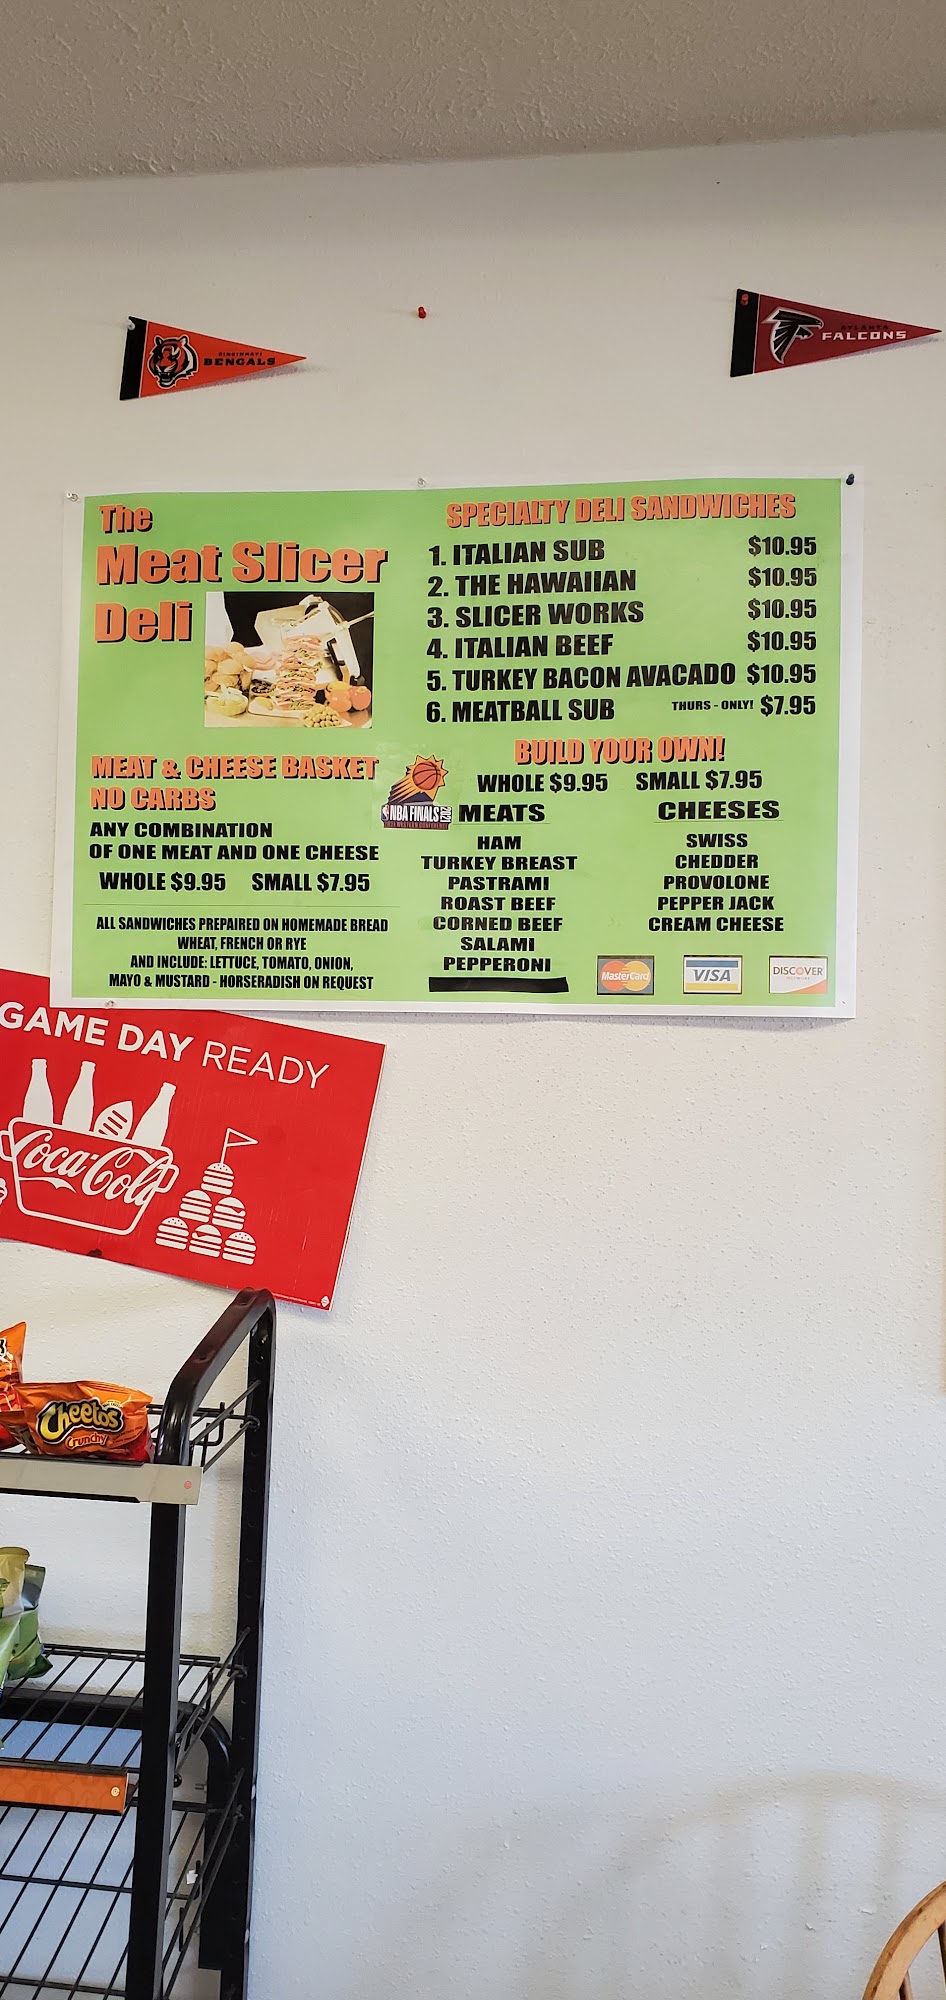 CINCINNATI
BENGALS
ATLANTA
FALCONS
The
Meat Slicer
Deli
SPECIALTY DELI SANDWICHES
1. ITALIAN SUB $10.95
2. THE HAWAIIAN $10.95
3. SLICER WORKS $10.95
4. ITALIAN BEEF $10.95
5. TURKEY BACON AVACADO $10.95
6. MEATBALL SUB THURS - ONLY! $7.95
MEAT & CHEESE BASKET
NO CARBS
ANY COMBINATION
OF ONE MEAT AND ONE CHEESE
WHOLE $9.95 SMALL $7.95
ALL SANDWICHES PREPAIRED ON HOMEMADE BREAD
WHEAT, FRENCH OR RYE
AND INCLUDE: LETTUCE, TOMATO, ONION,
MAYO & MUSTARD - HORSERADISH ON REQUEST
NBA FINALS 2021
2021 WESTERN CONFERENCE
BUILD YOUR OWN!
WHOLE $9.95 SMALL $7.95
MEATS
HAM
TURKEY BREAST
PASTRAMI
ROAST BEEF
CORNED BEEF
SALAMI
PEPPERONI
CHEESES
SWISS
CHEDDER
PROVOLONE
PEPPER JACK
CREAM CHEESE
MasterCard
VISA
DISCOVER
GAME DAY READY
Coca-Cola
Cheetos
Crunchy